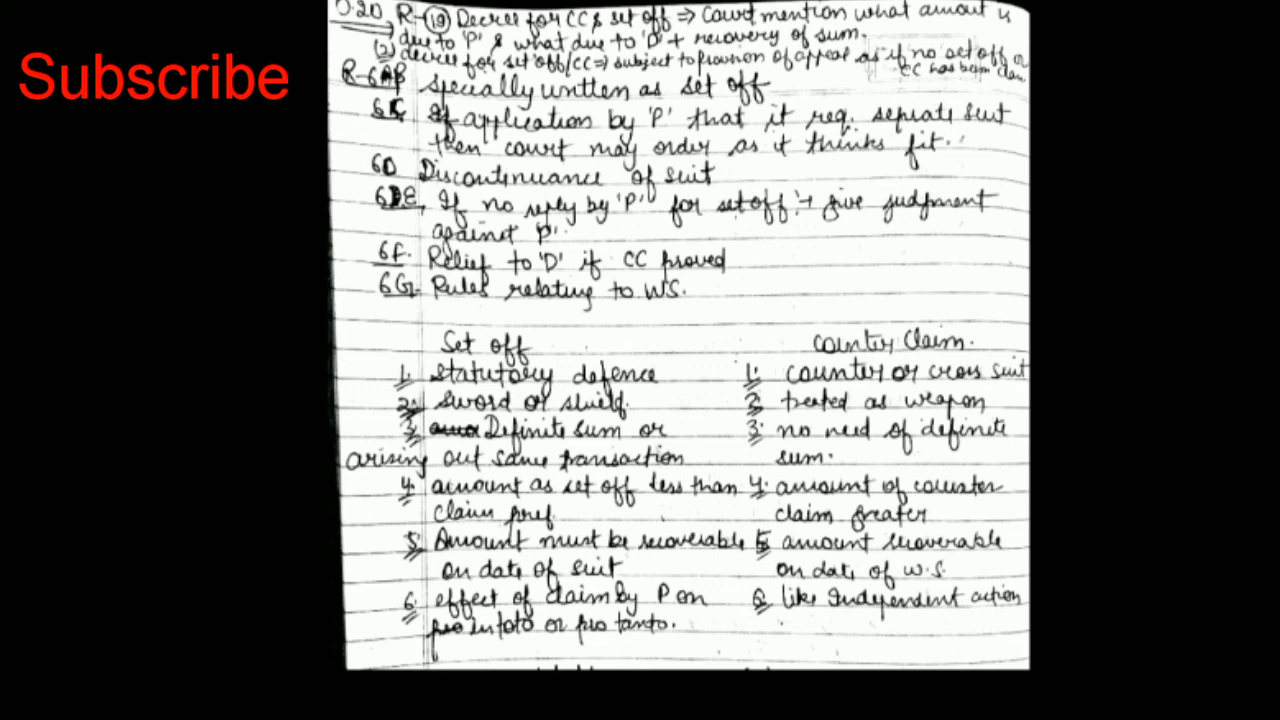 Subscribe
O.20, R-(19) Decree for CC & set off ⇒ Court mention what amout is
due to 'P' & what due to 'D' + recovery of sum.
(2) decree for set off/CC ⇒ subject to provision of appeal as if no set off or
CC has been claim
R-6AB specially written as set off
6C If application by 'P' that it req. seprate suit
then court may order as it thinks fit.
6D Discontinuance of suit
6E, If no reply by 'P' for set off :→ give judgment
against 'P'.
6F. Relief to 'D' if CC proved
6G. Rules relating to W.S.
Set off Counter Claim.
1. statutory defence 1. counter or cross suit
2. sword or shield. 2. treated as weapon
3. Definite sum or 3. no need of definite
arising out same transaction sum.
4. amount as set off less than 4. amount of counter
claim pref. claim greater
5. Amount must be recoverable 5. amount recoverable
on date of suit on date of w.s.
6. effect of claim by P on 6. like Independent action
in toto or pro tanto.